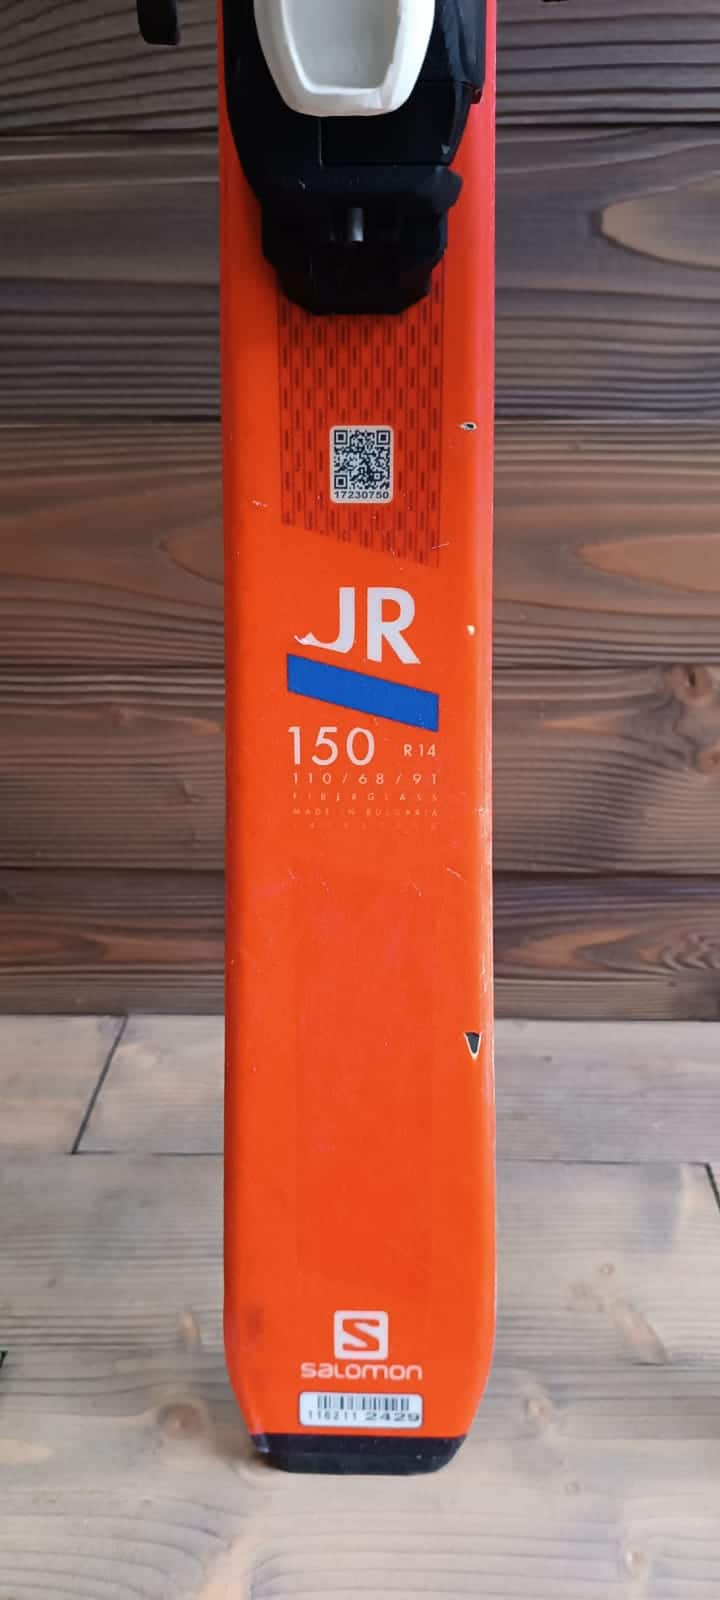 17230750
JR
150 R14
110/68/91
FIBERGLASS
MADE IN BULGARIA
S
SALOMON
116211 2429